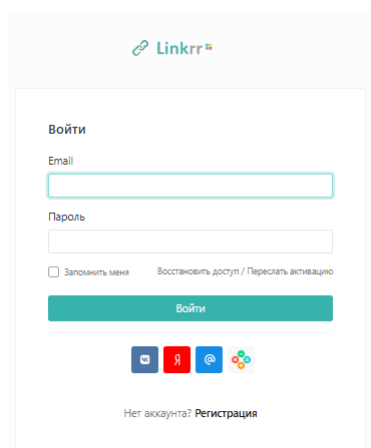 Linkrr
Войти
Email
Пароль
Запомнить меня Восстановить доступ / Переслать активацию
Войти
Я @
Нет аккаунта? Регистрация